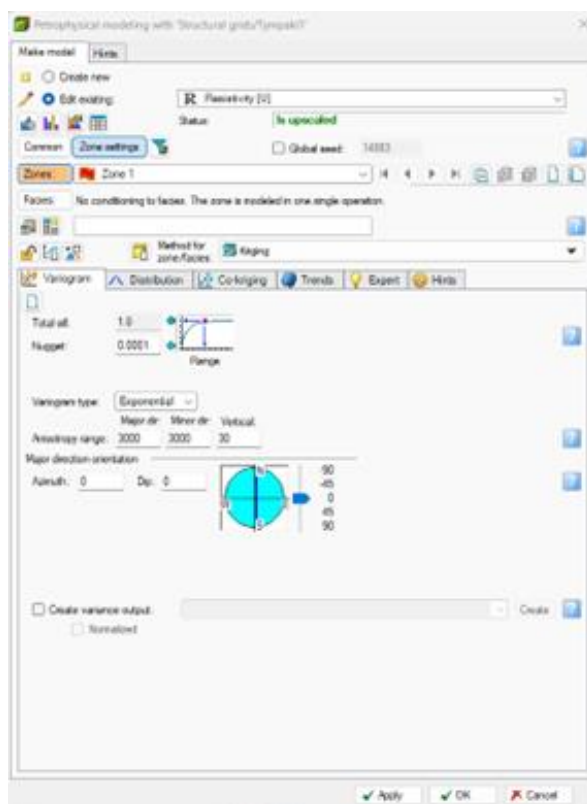 Petrophysical modeling with 'Structural grids/Tympaki1'
Make model Hints
Create new
Edit existing: R Resistivity [U]
Status: Is upscaled
Common Zone settings Global seed: 14883
Zones: Zone 1
Facies: No conditioning to facies. The zone is modeled in one single operation.
Method for zone/facies: Kriging
Variogram Distribution Co-kriging Trends Expert Hints
Total sill: 1.0
Nugget: 0.0001
Range
Variogram type: Exponential
Major dir: Minor dir: Vertical:
Anisotropy range: 3000 3000 30
Major direction orientation
Azimuth: 0 Dip: 0
90
-45
0
45
90
Create variance output: Create
Normalized
Apply OK Cancel